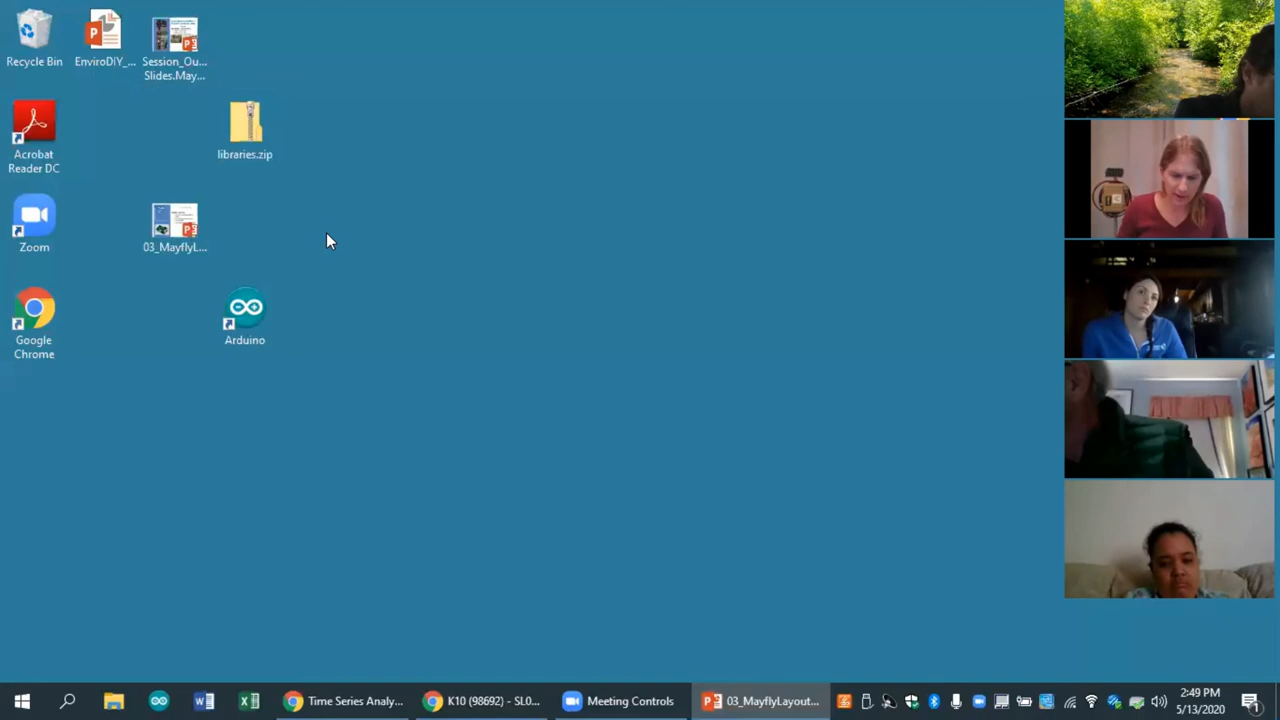 Recycle Bin
EnviroDIY_...
Session_Ou...
Slides.May...
Acrobat
Reader DC
libraries.zip
Zoom
03_MayflyL...
Google
Chrome
Arduino
Time Series Analy...
K10 (98692) - SL0...
Meeting Controls
03_MayflyLayout...
2:49 PM
5/13/2020